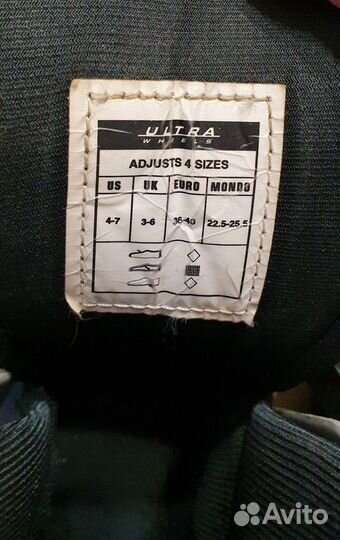 ULTRA
WHEELS
ADJUSTS 4 SIZES
US UK EURO MONDO
4-7 3-6 36-40 22.5-25.5
Avito